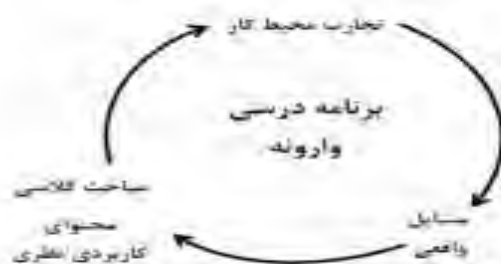 تجارب محیط کار
برنامه درسی
وارونه
مسایل
واقعی
مباحث کلاسی
محتوای
کاربردی/نظری